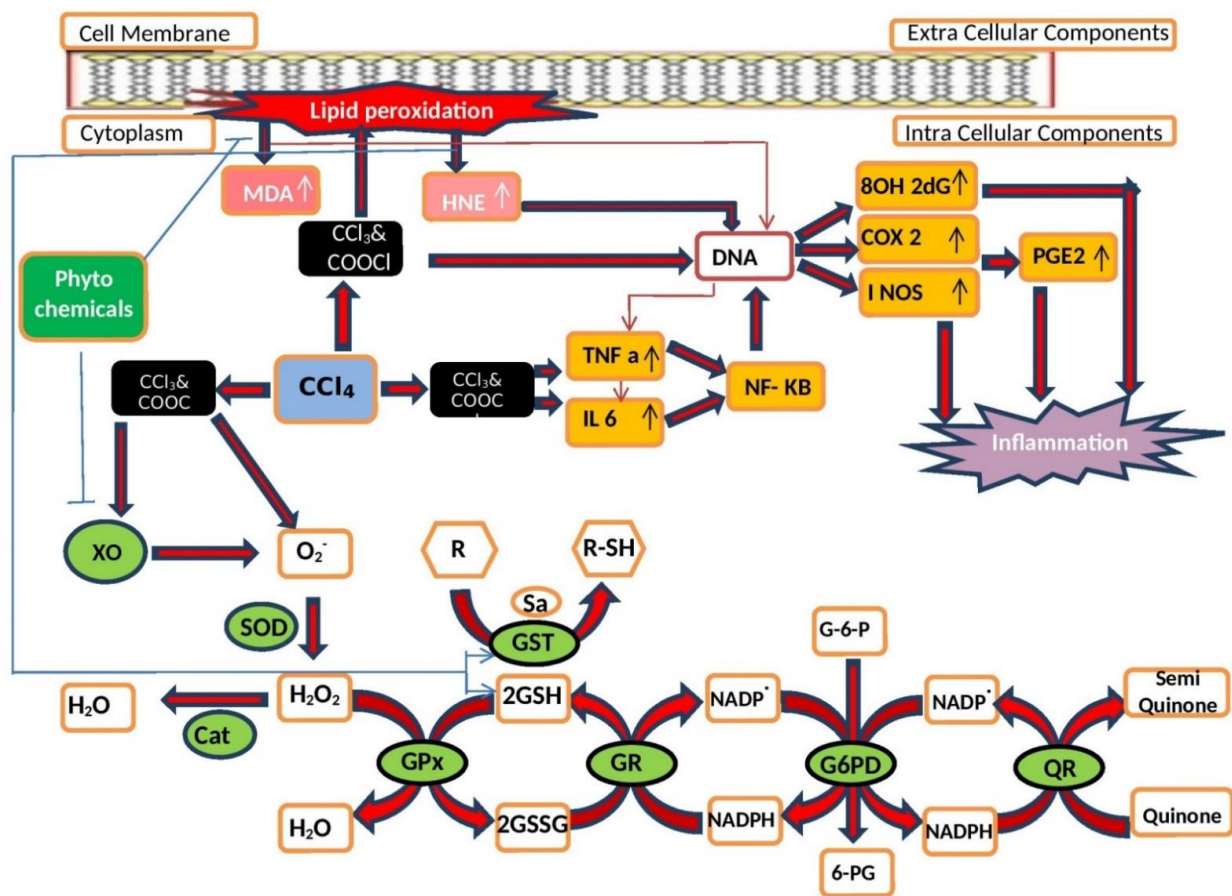 Cell Membrane
Extra Cellular Components
Lipid peroxidation
Cytoplasm
Intra Cellular Components
MDA ↑
HNE ↑
8OH 2dG ↑
CCl₃&
COOCl
DNA
COX 2 ↑
PGE2 ↑
I NOS ↑
Phyto
chemicals
TNF a ↑
CCl₃&
COOC
CCl₄
CCl₃&
COOC
NF- KB
IL 6 ↑
Inflammation
XO
O₂⁻
R
R-SH
Sa
SOD
GST
G-6-P
H₂O
H₂O₂
2GSH
NADP˙
NADP˙
Semi
Quinone
Cat
GPx
GR
G6PD
QR
H₂O
2GSSG
NADPH
NADPH
Quinone
6-PG